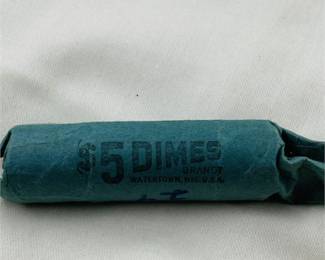 $5 DIMES
BRANDT
WATERTOWN, WIS. U.S.A.